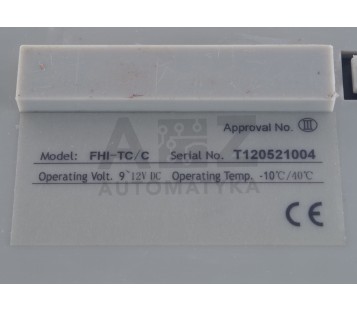 Approval No. Ⅲ
Model: FHI-TC/C Serial No. T120521004
Operating Volt. 9~12V DC Operating Temp. -10℃/40℃
AUTOMATYKA
CE